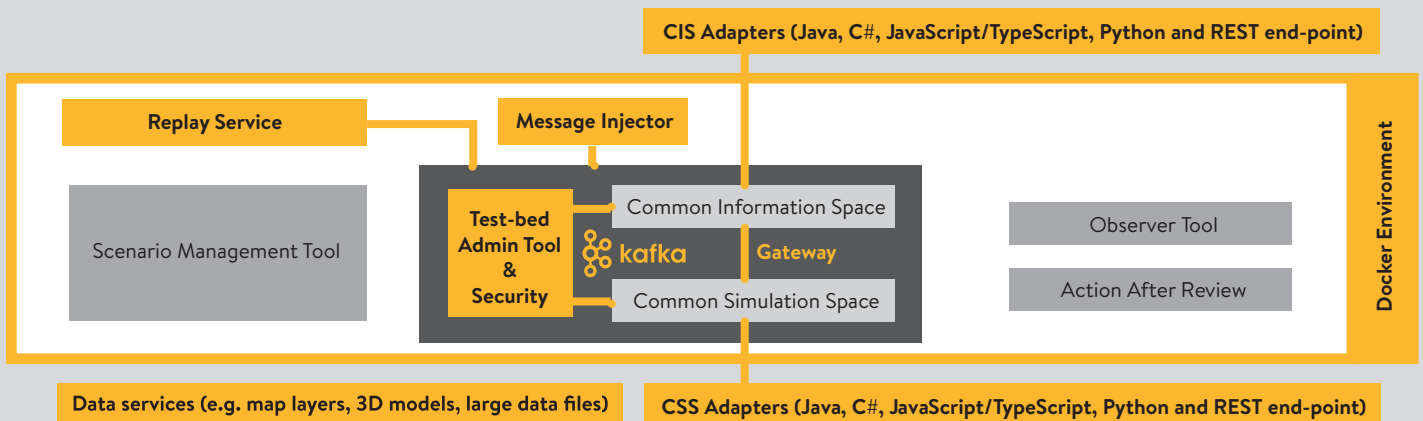 CIS Adapters (Java, C#, JavaScript/TypeScript, Python and REST end-point)
Replay Service
Message Injector
Scenario Management Tool
Test-bed
Admin Tool
&
Security
Common Information Space
kafka
Gateway
Common Simulation Space
Observer Tool
Action After Review
Docker Environment
Data services (e.g. map layers, 3D models, large data files)
CSS Adapters (Java, C#, JavaScript/TypeScript, Python and REST end-point)